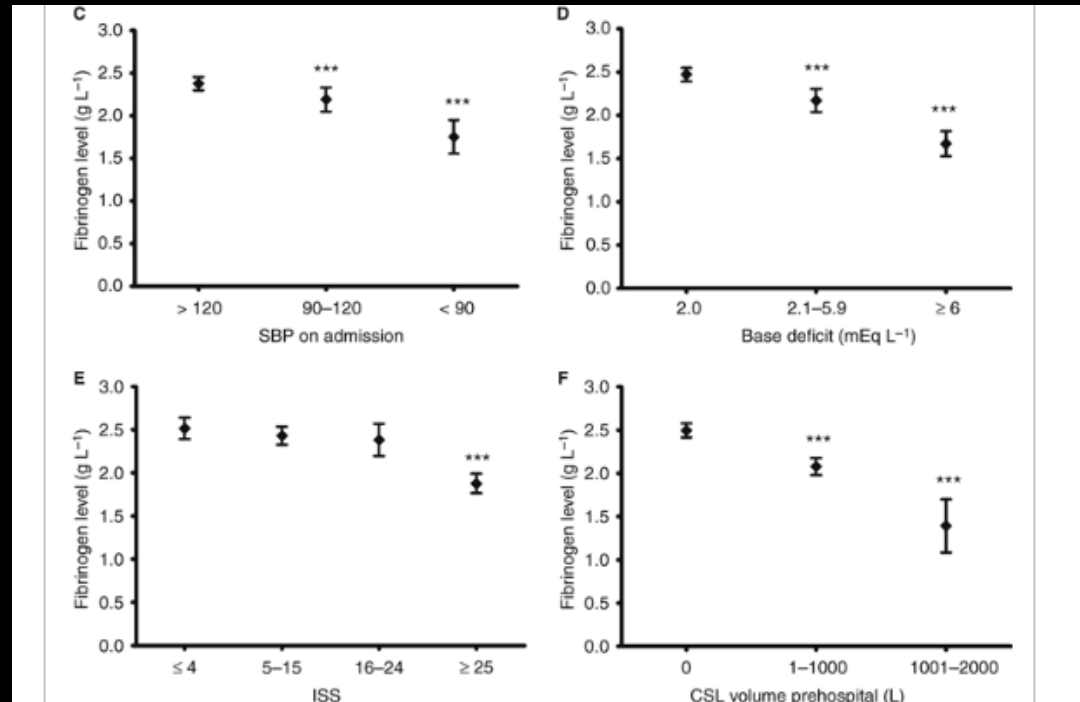 C
3.0
2.5
2.0
1.5
1.0
0.5
0.0
Fibrinogen level (g L⁻¹)
***
***
> 120 90–120 < 90
SBP on admission
D
3.0
2.5
2.0
1.5
1.0
0.5
0.0
Fibrinogen level (g L⁻¹)
***
***
2.0 2.1–5.9 ≥ 6
Base deficit (mEq L⁻¹)
E
3.0
2.5
2.0
1.5
1.0
0.5
0.0
Fibrinogen level (g L⁻¹)
***
≤ 4 5–15 16–24 ≥ 25
ISS
F
3.0
2.5
2.0
1.5
1.0
0.5
0.0
Fibrinogen level (g L⁻¹)
***
***
0 1–1000 1001–2000
CSL volume prehospital (L)